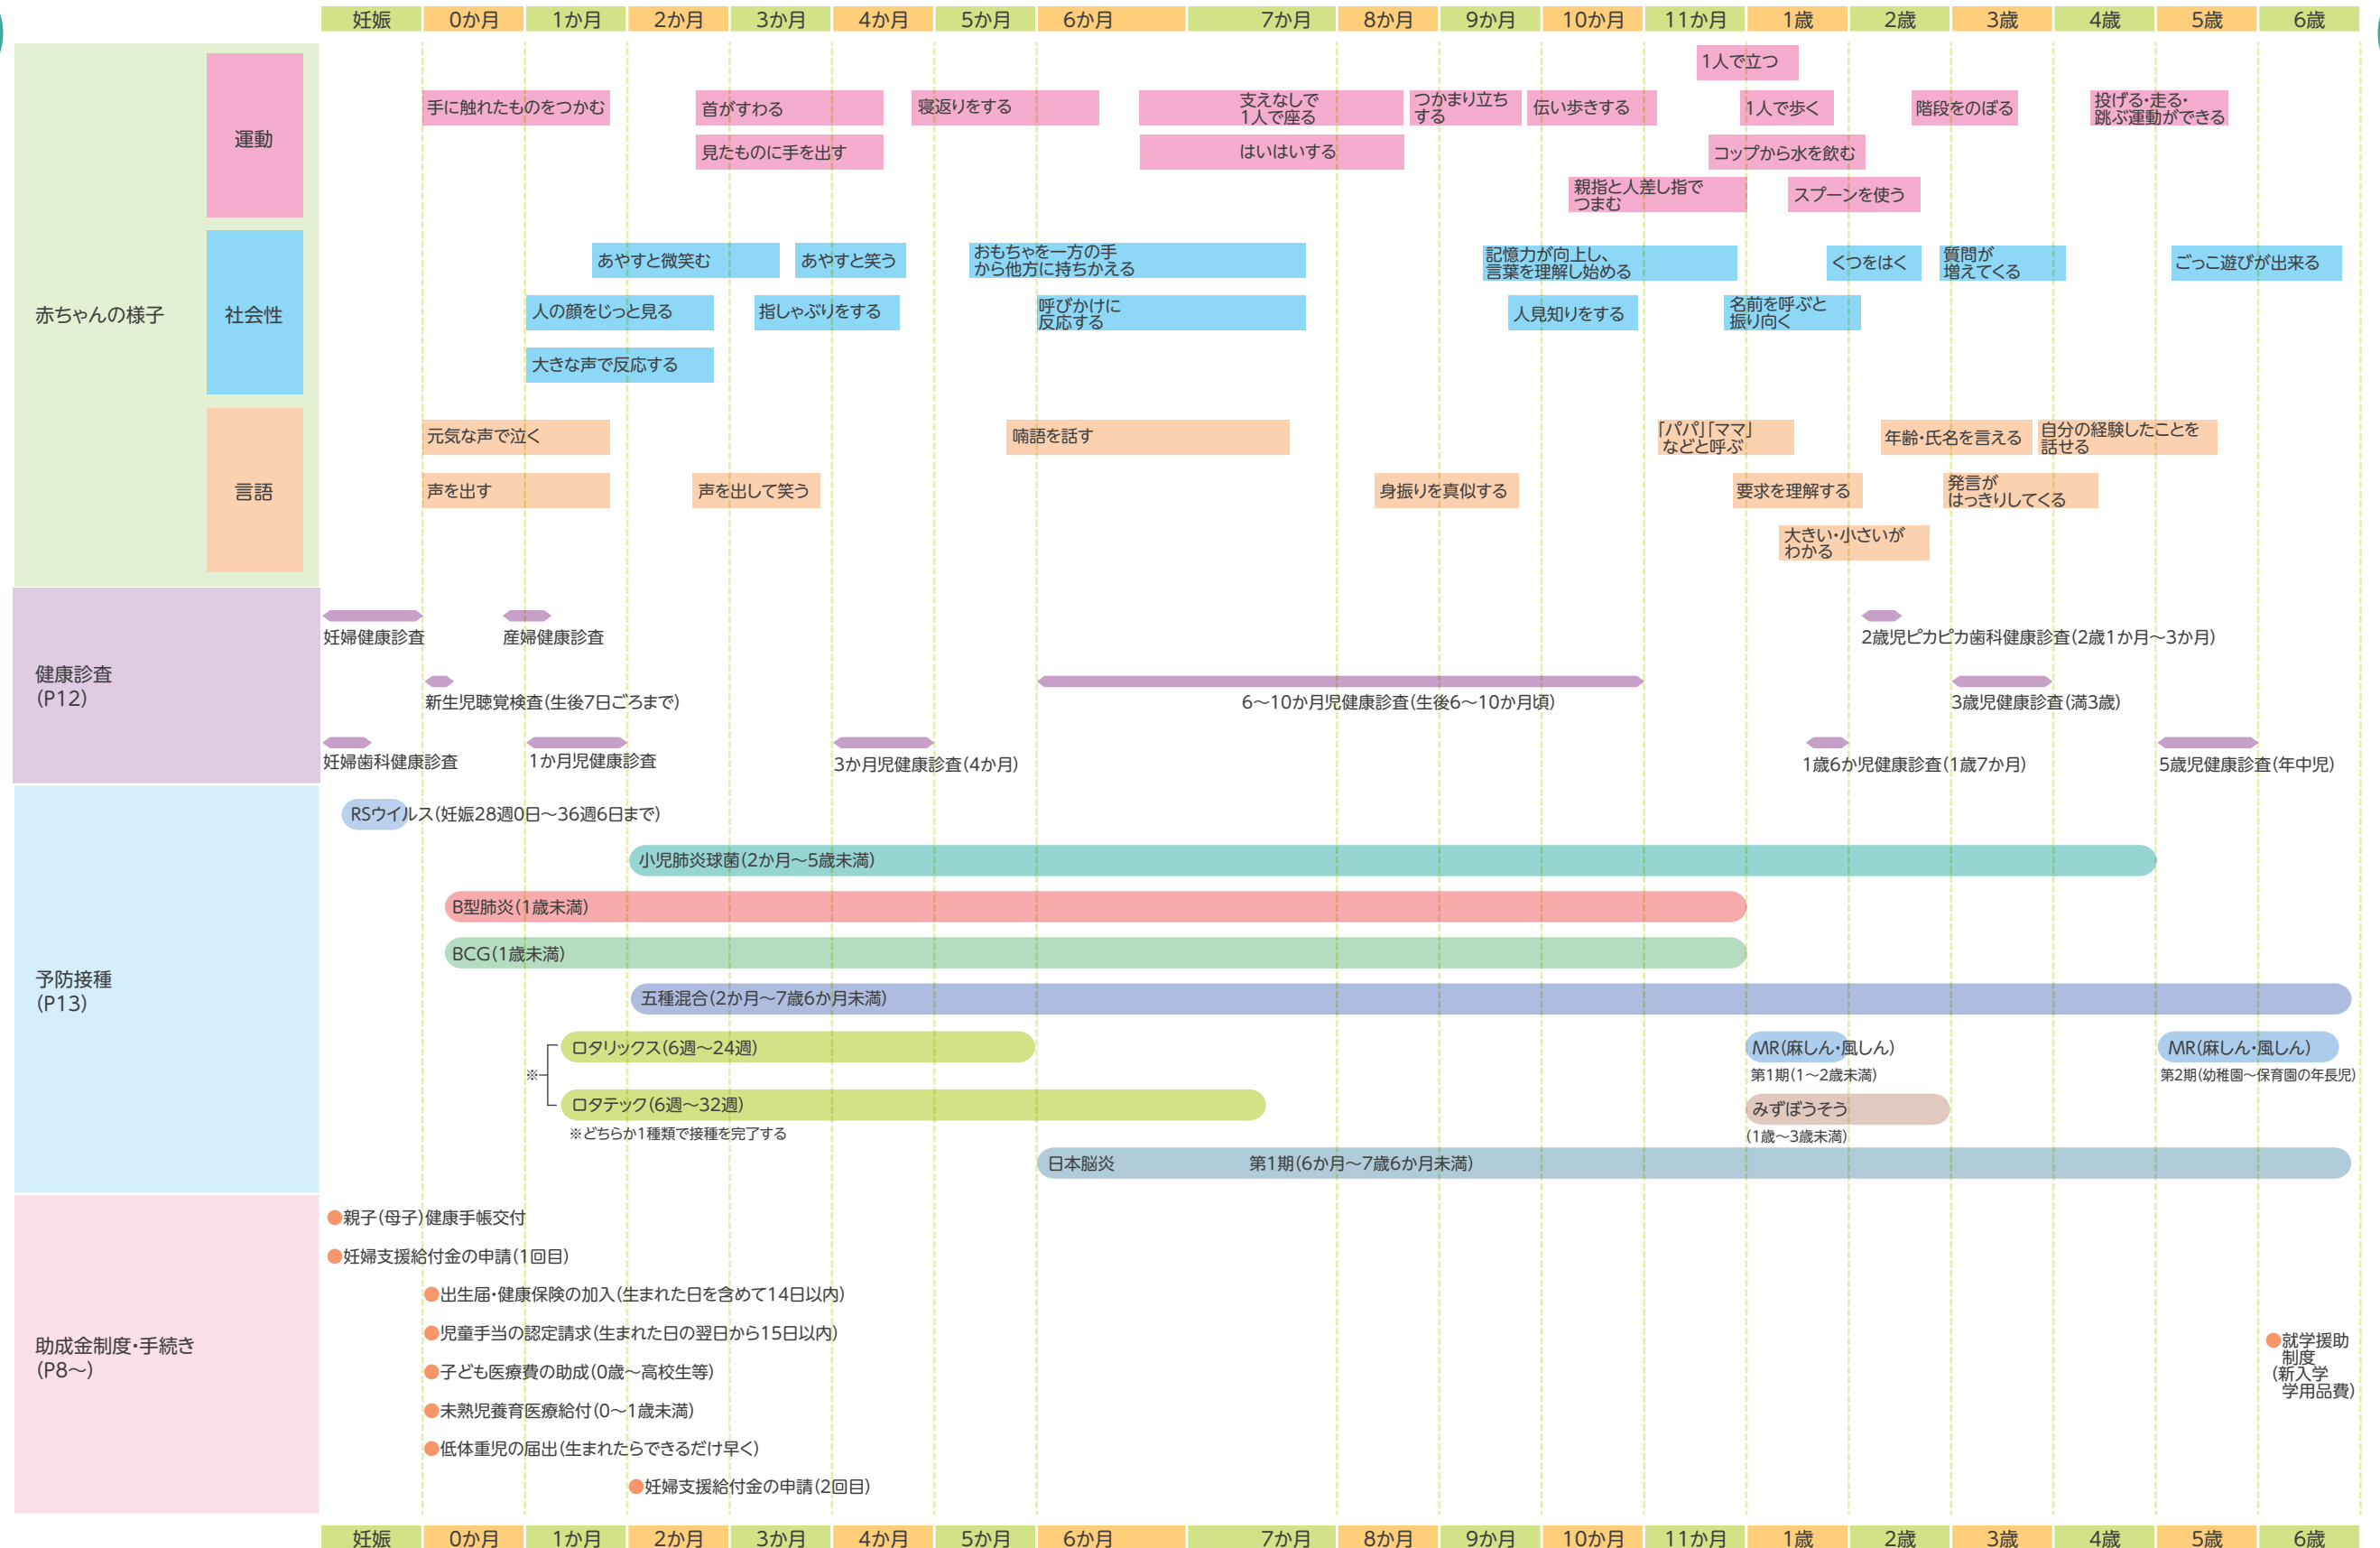 妊娠 0か月 1か月 2か月 3か月 4か月 5か月 6か月 7か月 8か月 9か月 10か月 11か月 1歳 2歳 3歳 4歳 5歳 6歳
赤ちゃんの様子
運動
1人で立つ
手に触れたものをつかむ
首がすわる
寝返りをする
支えなしで
1人で座る
つかまり立ち
する
伝い歩きする
1人で歩く
階段をのぼる
投げる・走る・
跳ぶ運動ができる
見たものに手を出す
はいはいする
コップから水を飲む
親指と人差し指で
つまむ
スプーンを使う
社会性
あやすと微笑む
あやすと笑う
おもちゃを一方の手
から他方に持ちかえる
記憶力が向上し、
言葉を理解し始める
くつをはく
質問が
増えてくる
ごっこ遊びが出来る
人の顔をじっと見る
指しゃぶりをする
呼びかけに
反応する
人見知りをする
名前を呼ぶと
振り向く
大きな声で反応する
言語
元気な声で泣く
喃語を話す
「パパ」「ママ」
などと呼ぶ
年齢・氏名を言える
自分の経験したことを
話せる
声を出す
声を出して笑う
身振りを真似する
要求を理解する
発言が
はっきりしてくる
大きい・小さいが
わかる
健康診査
(P12)
妊婦健康診査
産婦健康診査
2歳児ピカピカ歯科健康診査(2歳1か月～3か月)
新生児聴覚検査(生後7日ごろまで)
6～10か月児健康診査(生後6～10か月頃)
3歳児健康診査(満3歳)
妊婦歯科健康診査
1か月児健康診査
3か月児健康診査(4か月)
1歳6か児健康診査(1歳7か月)
5歳児健康診査(年中児)
予防接種
(P13)
RSウイルス(妊娠28週0日～36週6日まで)
小児肺炎球菌(2か月～5歳未満)
B型肺炎(1歳未満)
BCG(1歳未満)
五種混合(2か月～7歳6か月未満)
※
ロタリックス(6週～24週)
MR(麻しん・風しん)
第1期(1～2歳未満)
MR(麻しん・風しん)
第2期(幼稚園～保育園の年長児)
ロタテック(6週～32週)
※どちらか1種類で接種を完了する
みずぼうそう
(1歳～3歳未満)
日本脳炎 第1期(6か月～7歳6か月未満)
助成金制度・手続き
(P8～)
●親子(母子)健康手帳交付
●妊婦支援給付金の申請(1回目)
●出生届・健康保険の加入(生まれた日を含めて14日以内)
●児童手当の認定請求(生まれた日の翌日から15日以内)
●子ども医療費の助成(0歳～高校生等)
●未熟児養育医療給付(0～1歳未満)
●低体重児の届出(生まれたらできるだけ早く)
●妊婦支援給付金の申請(2回目)
●就学援助
制度
(新入学
学用品費)
妊娠 0か月 1か月 2か月 3か月 4か月 5か月 6か月 7か月 8か月 9か月 10か月 11か月 1歳 2歳 3歳 4歳 5歳 6歳